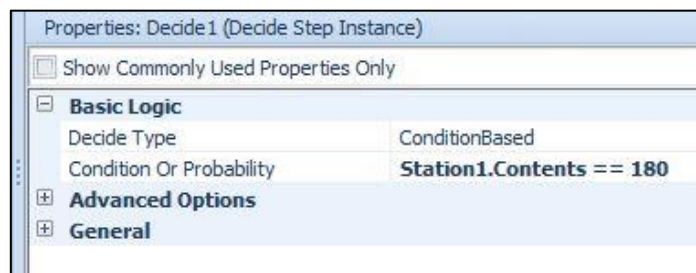 Properties: Decide1 (Decide Step Instance)
Show Commonly Used Properties Only
Basic Logic
Decide Type ConditionBased
Condition Or Probability Station1.Contents == 180
Advanced Options
General